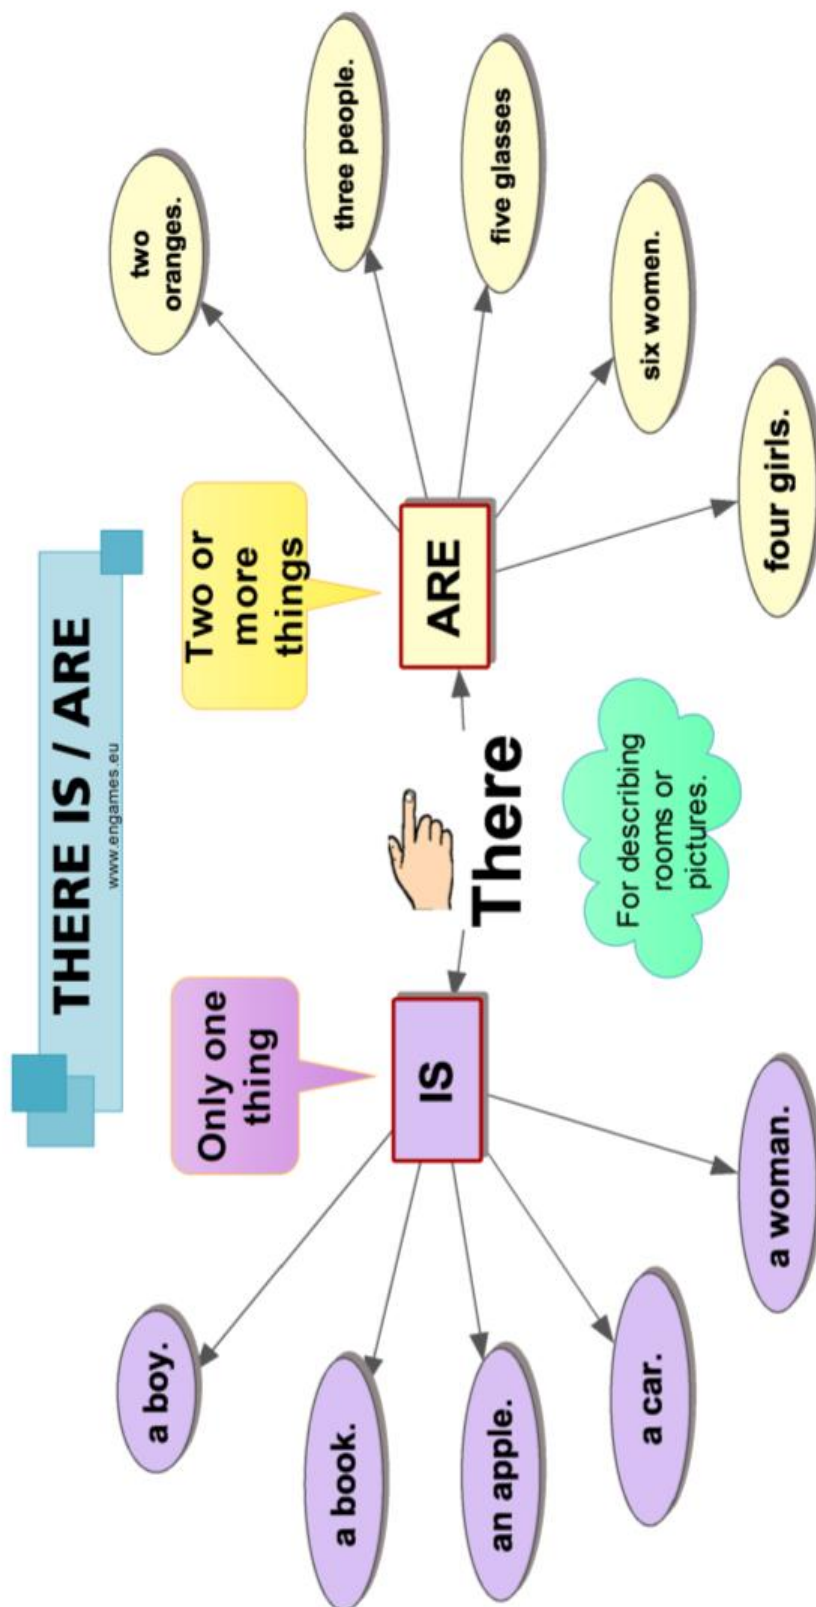 THERE IS / ARE
www.engames.eu
Only one
thing
Two or
more
things
There
IS
ARE
a boy.
a book.
an apple.
a car.
a woman.
two
oranges.
three people.
five glasses
six women.
four girls.
For describing
rooms or
pictures.